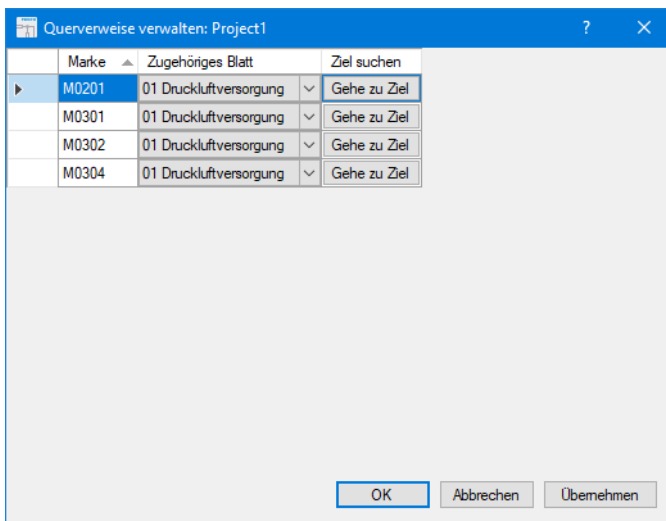 Querverweise verwalten: Project1 ?
Marke Zugehöriges Blatt Ziel suchen
M0201 01 Druckluftversorgung Gehe zu Ziel
M0301 01 Druckluftversorgung Gehe zu Ziel
M0302 01 Druckluftversorgung Gehe zu Ziel
M0304 01 Druckluftversorgung Gehe zu Ziel
OK Abbrechen Übernehmen